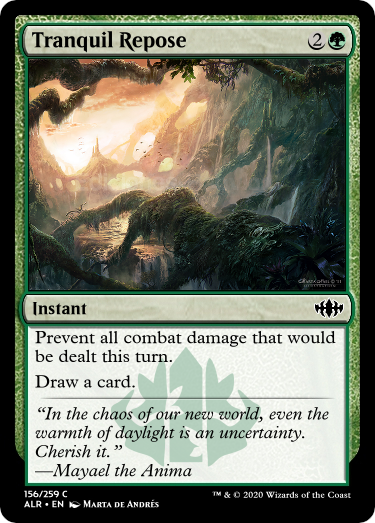 Tranquil Repose 2
Instant
Prevent all combat damage that would
be dealt this turn.
Draw a card.
“In the chaos of our new world, even the
warmth of daylight is an uncertainty.
Cherish it.”
—Mayael the Anima
156/259 C
ALR • EN Marta de Andrés
™ & © 2020 Wizards of the Coast